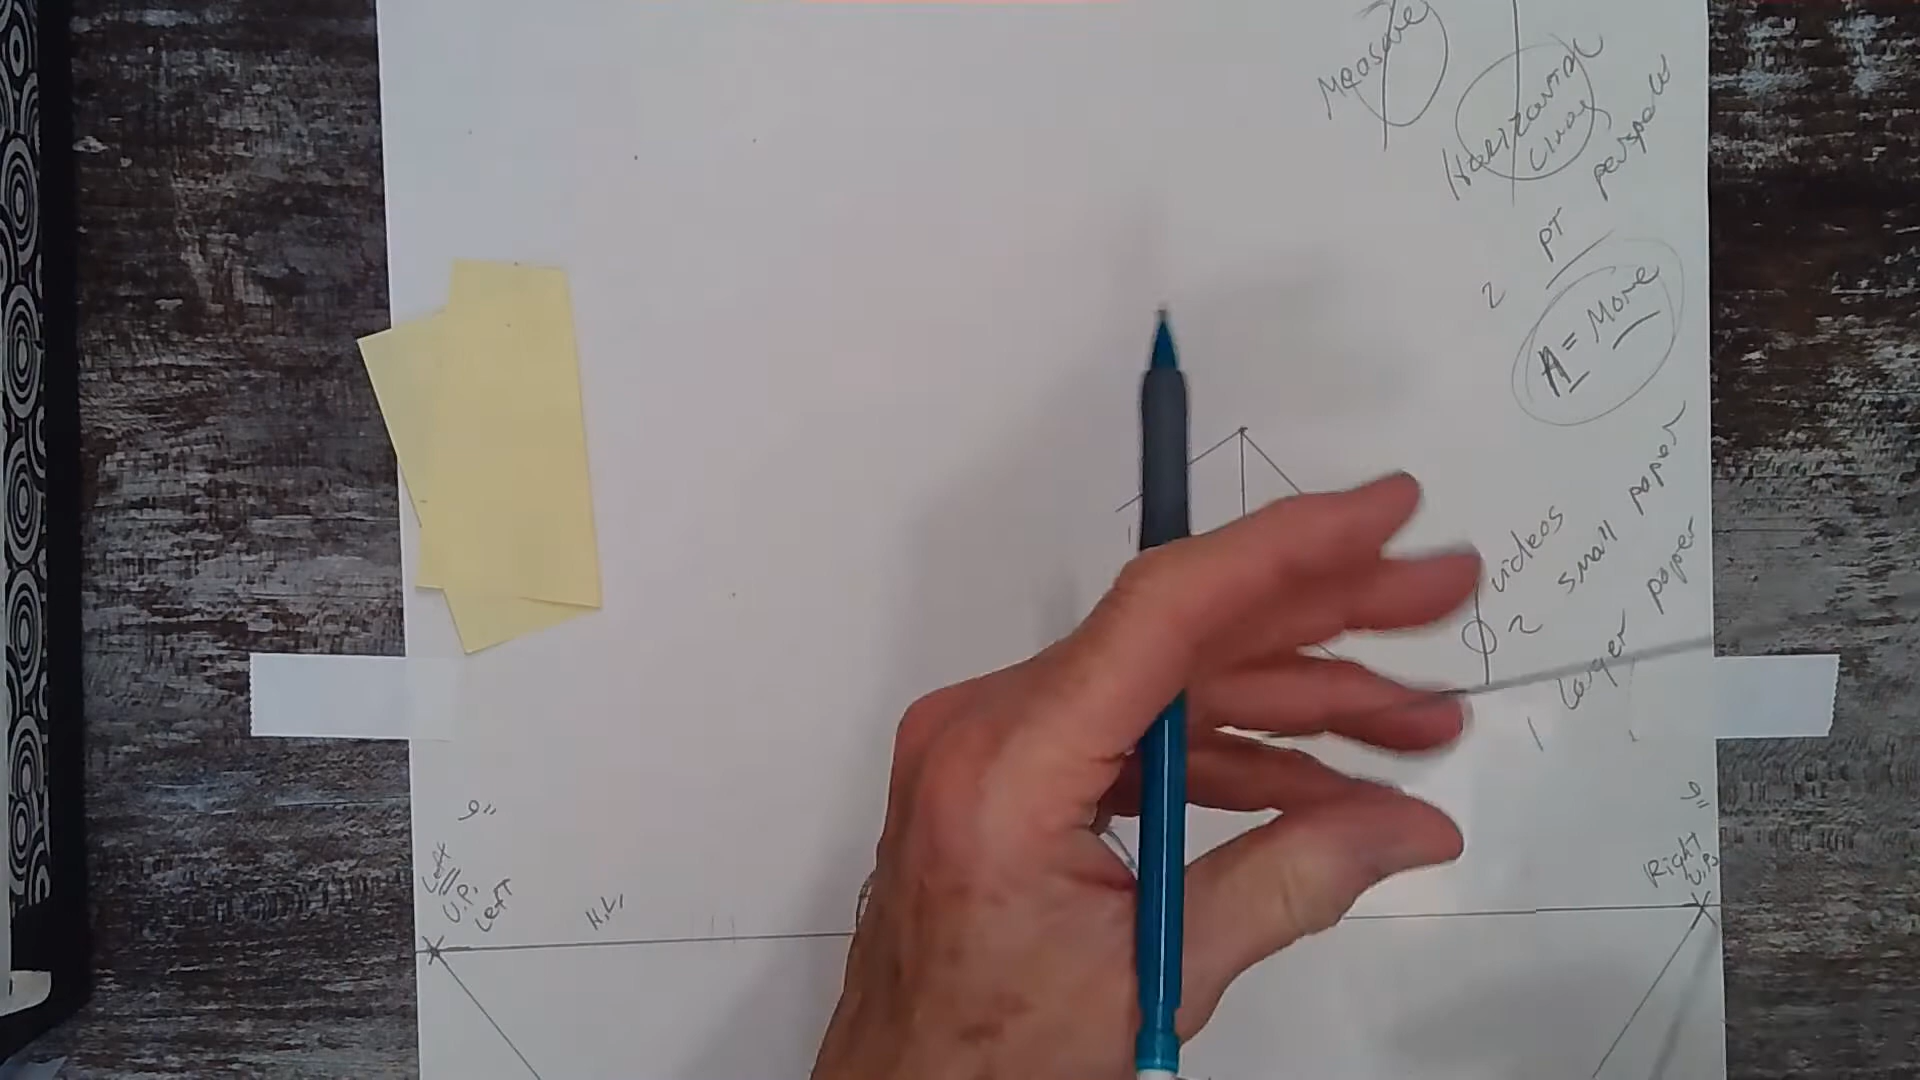 Measure
Horizontal
Lines
2 PT perspective
A = More
videos
2 small paper
1 larger paper
9"
Left
V.P.
Left
H.L.
9"
Right
V.P.